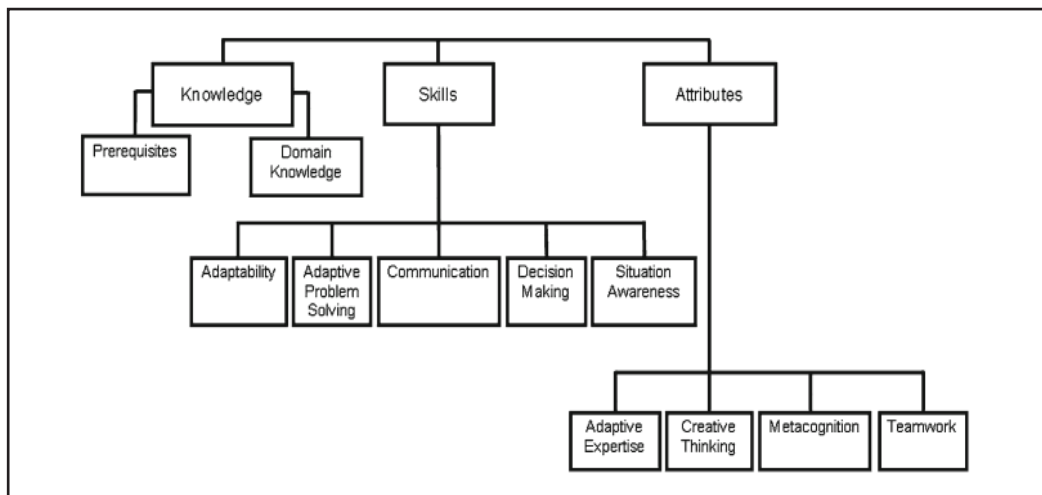 Knowledge
Skills
Attributes
Prerequisites
Domain
Knowledge
Adaptability
Adaptive
Problem
Solving
Communication
Decision
Making
Situation
Awareness
Adaptive
Expertise
Creative
Thinking
Metacognition
Teamwork